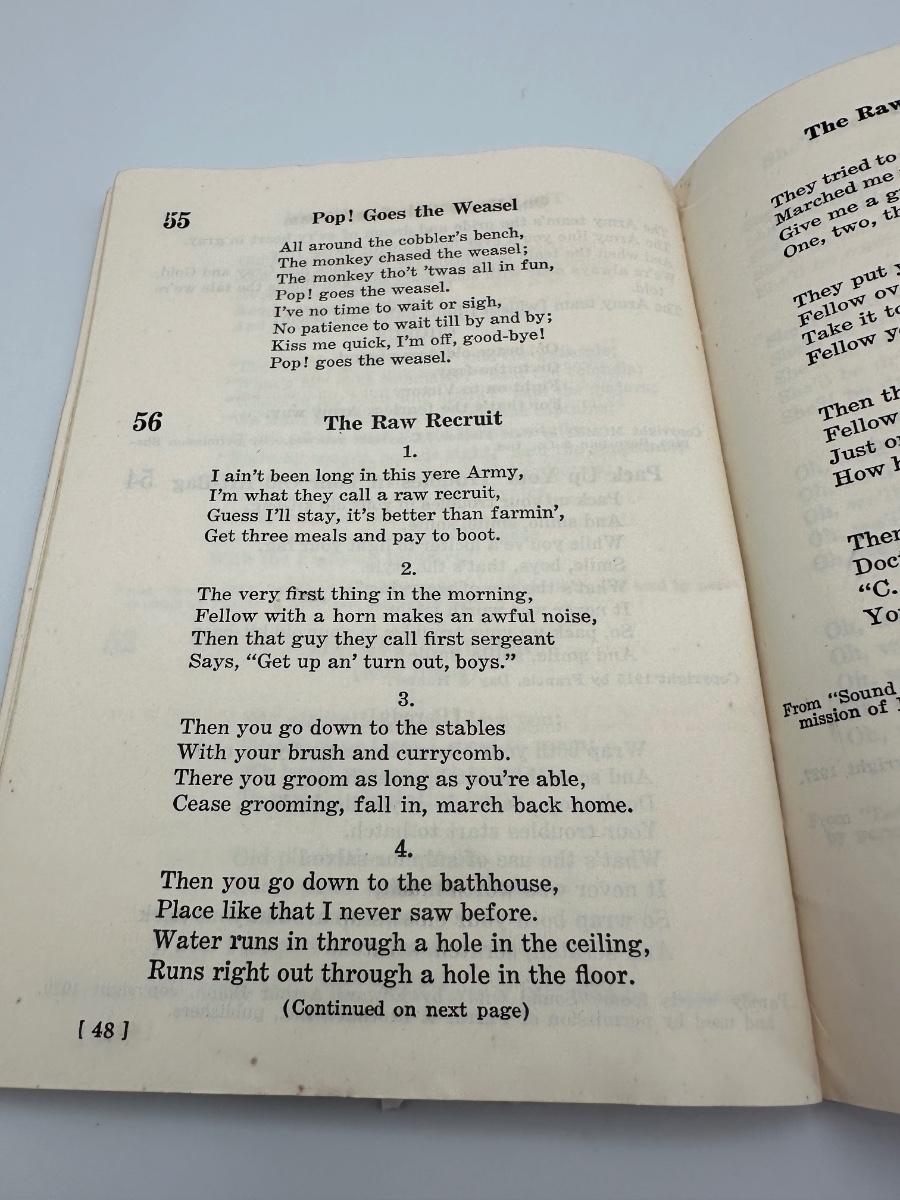 55
Pop! Goes the Weasel
All around the cobbler's bench,
The monkey chased the weasel;
The monkey tho't 'twas all in fun,
Pop! goes the weasel.
I've no time to wait or sigh,
No patience to wait till by and by;
Kiss me quick, I'm off, good-bye!
Pop! goes the weasel.
56
The Raw Recruit
1.
I ain't been long in this yere Army,
I'm what they call a raw recruit,
Guess I'll stay, it's better than farmin',
Get three meals and pay to boot.
2.
The very first thing in the morning,
Fellow with a horn makes an awful noise,
Then that guy they call first sergeant
Says, "Get up an' turn out, boys."
3.
Then you go down to the stables
With your brush and currycomb.
There you groom as long as you're able,
Cease grooming, fall in, march back home.
4.
Then you go down to the bathhouse,
Place like that I never saw before.
Water runs in through a hole in the ceiling,
Runs right out through a hole in the floor.
(Continued on next page)
[ 48 ]
The Raw
They tried to
Marched me
Give me a
One, two,
They put
Fellow
Take it
Fellow
Then
Fellow
Just
How
"C.
From "Sound
mission of